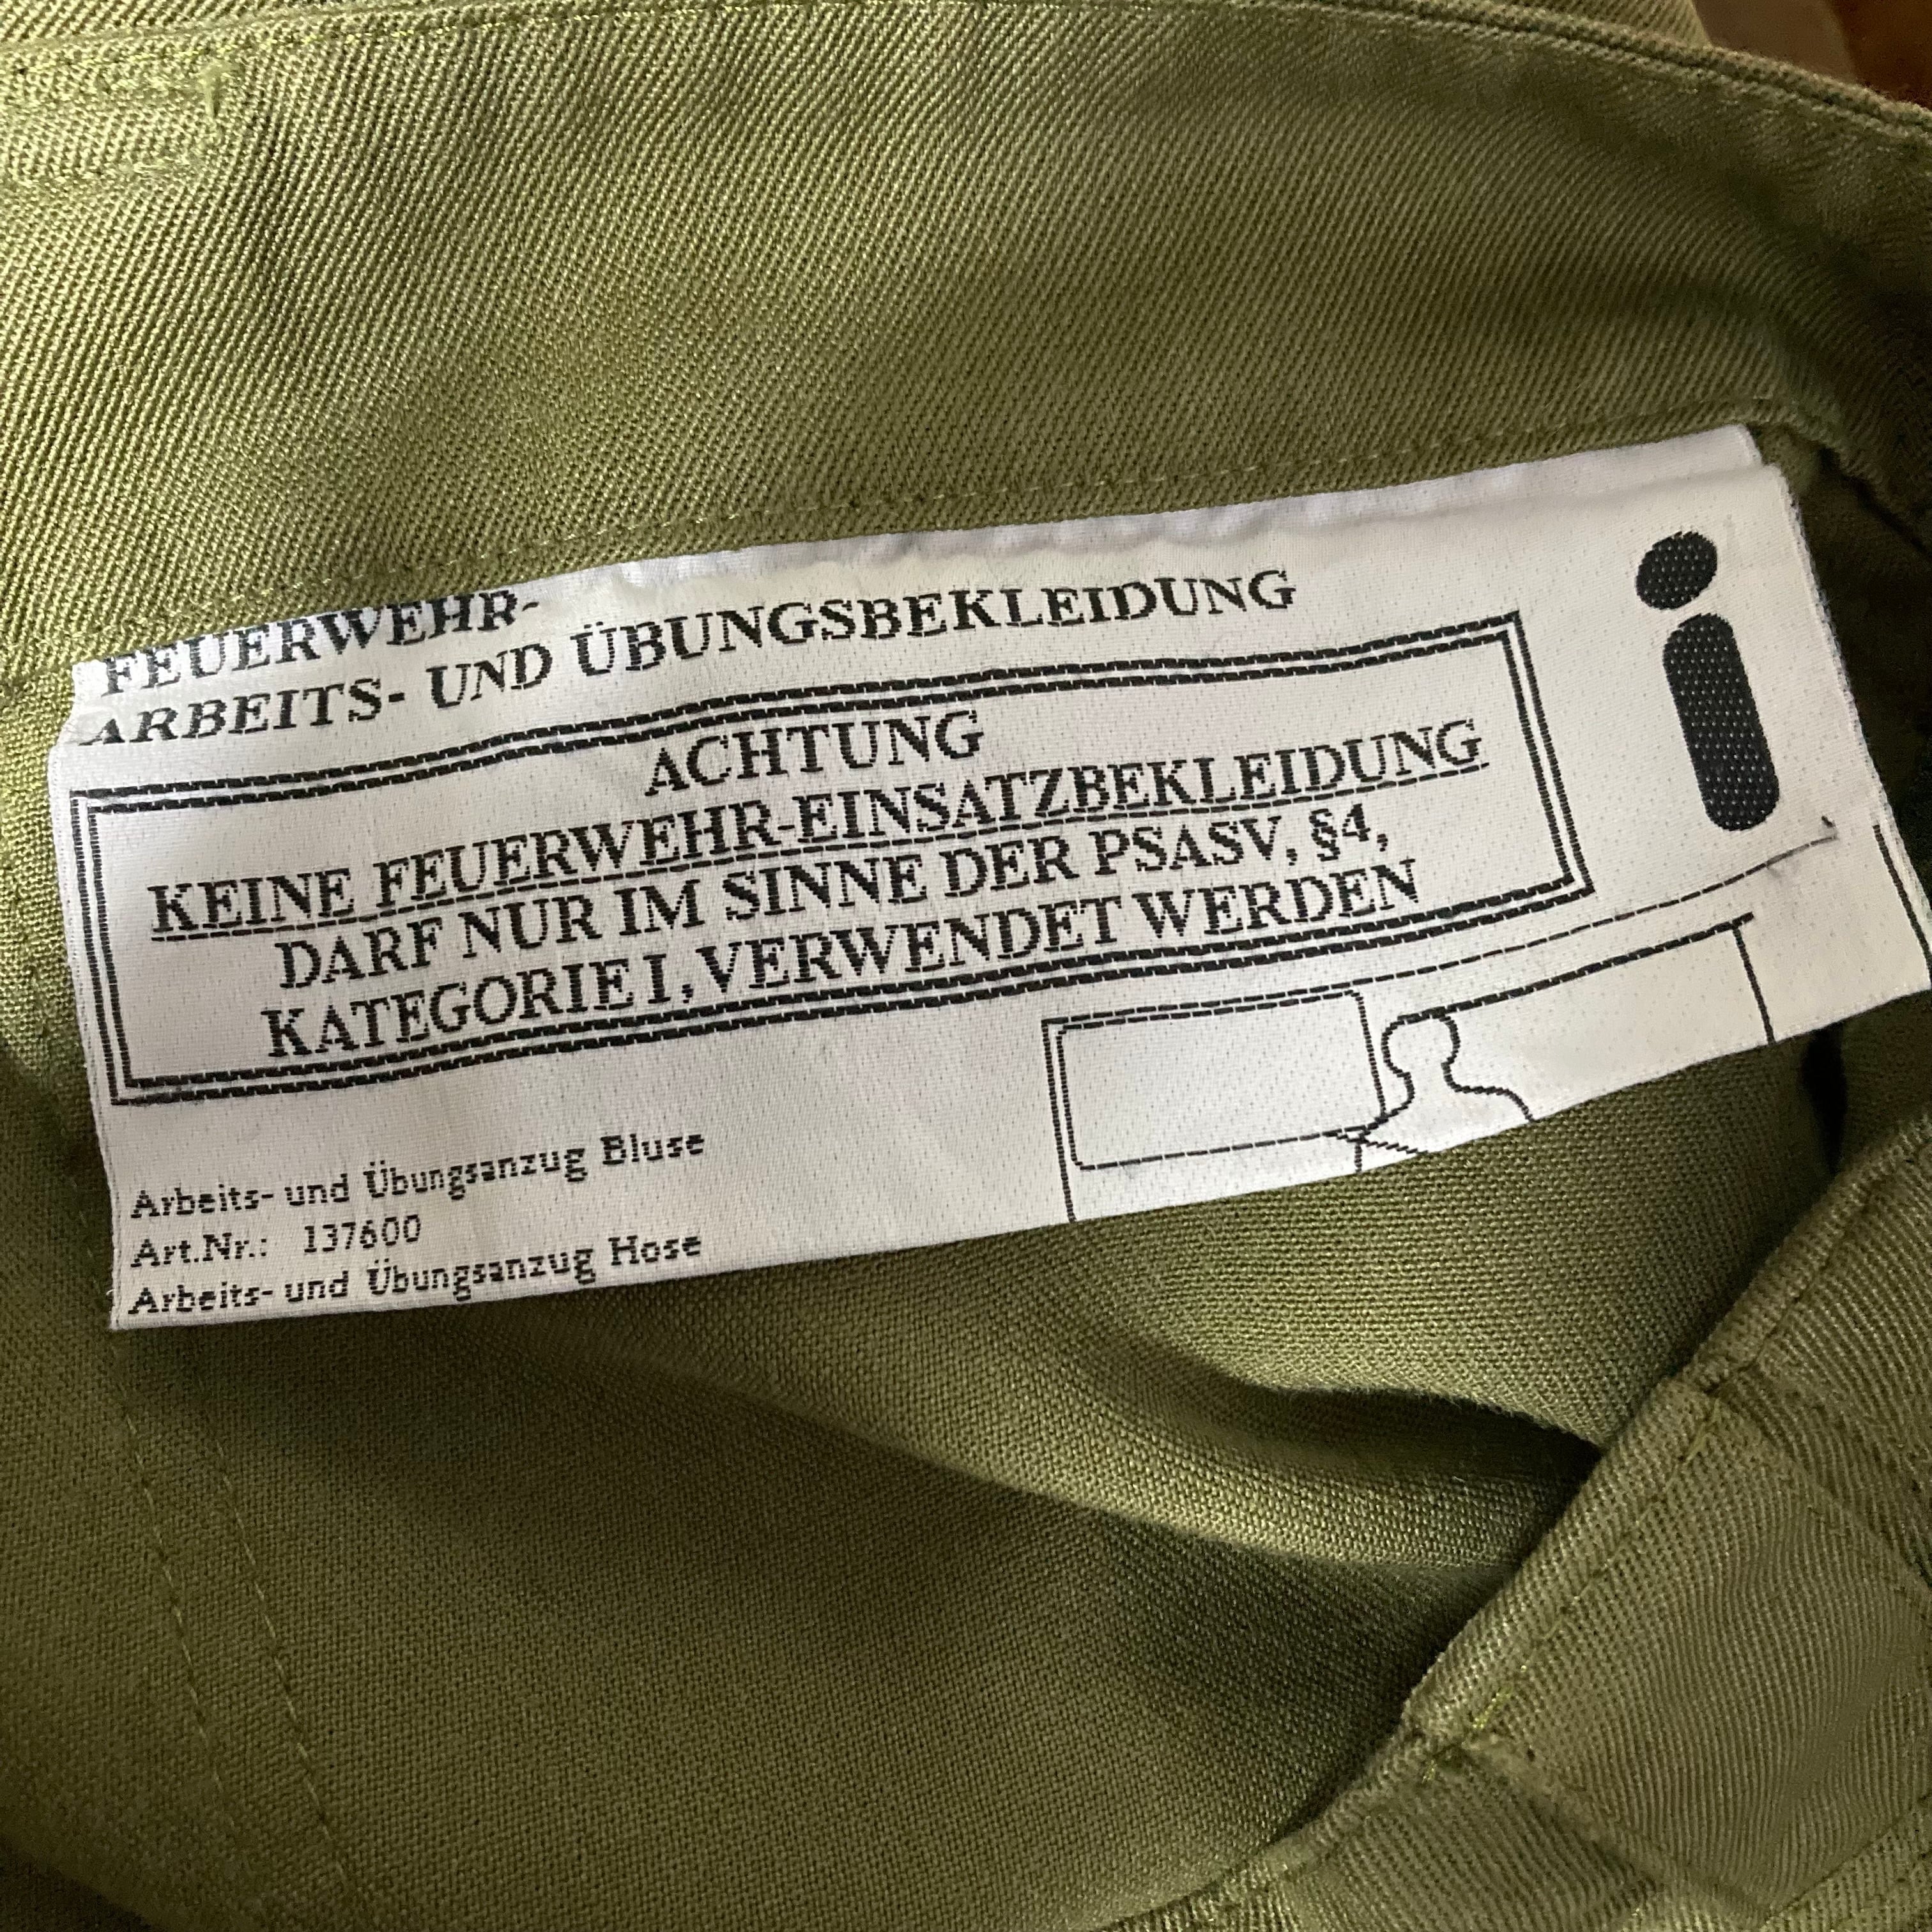 FEUERWEHR-
ARBEITS- UND ÜBUNGSBEKLEIDUNG
ACHTUNG
KEINE FEUERWEHR-EINSATZBEKLEIDUNG
DARF NUR IM SINNE DER PSASV, §4,
KATEGORIE I, VERWENDET WERDEN
Arbeits- und Übungsanzug Bluse
Art.Nr.: 137600
Arbeits- und Übungsanzug Hose